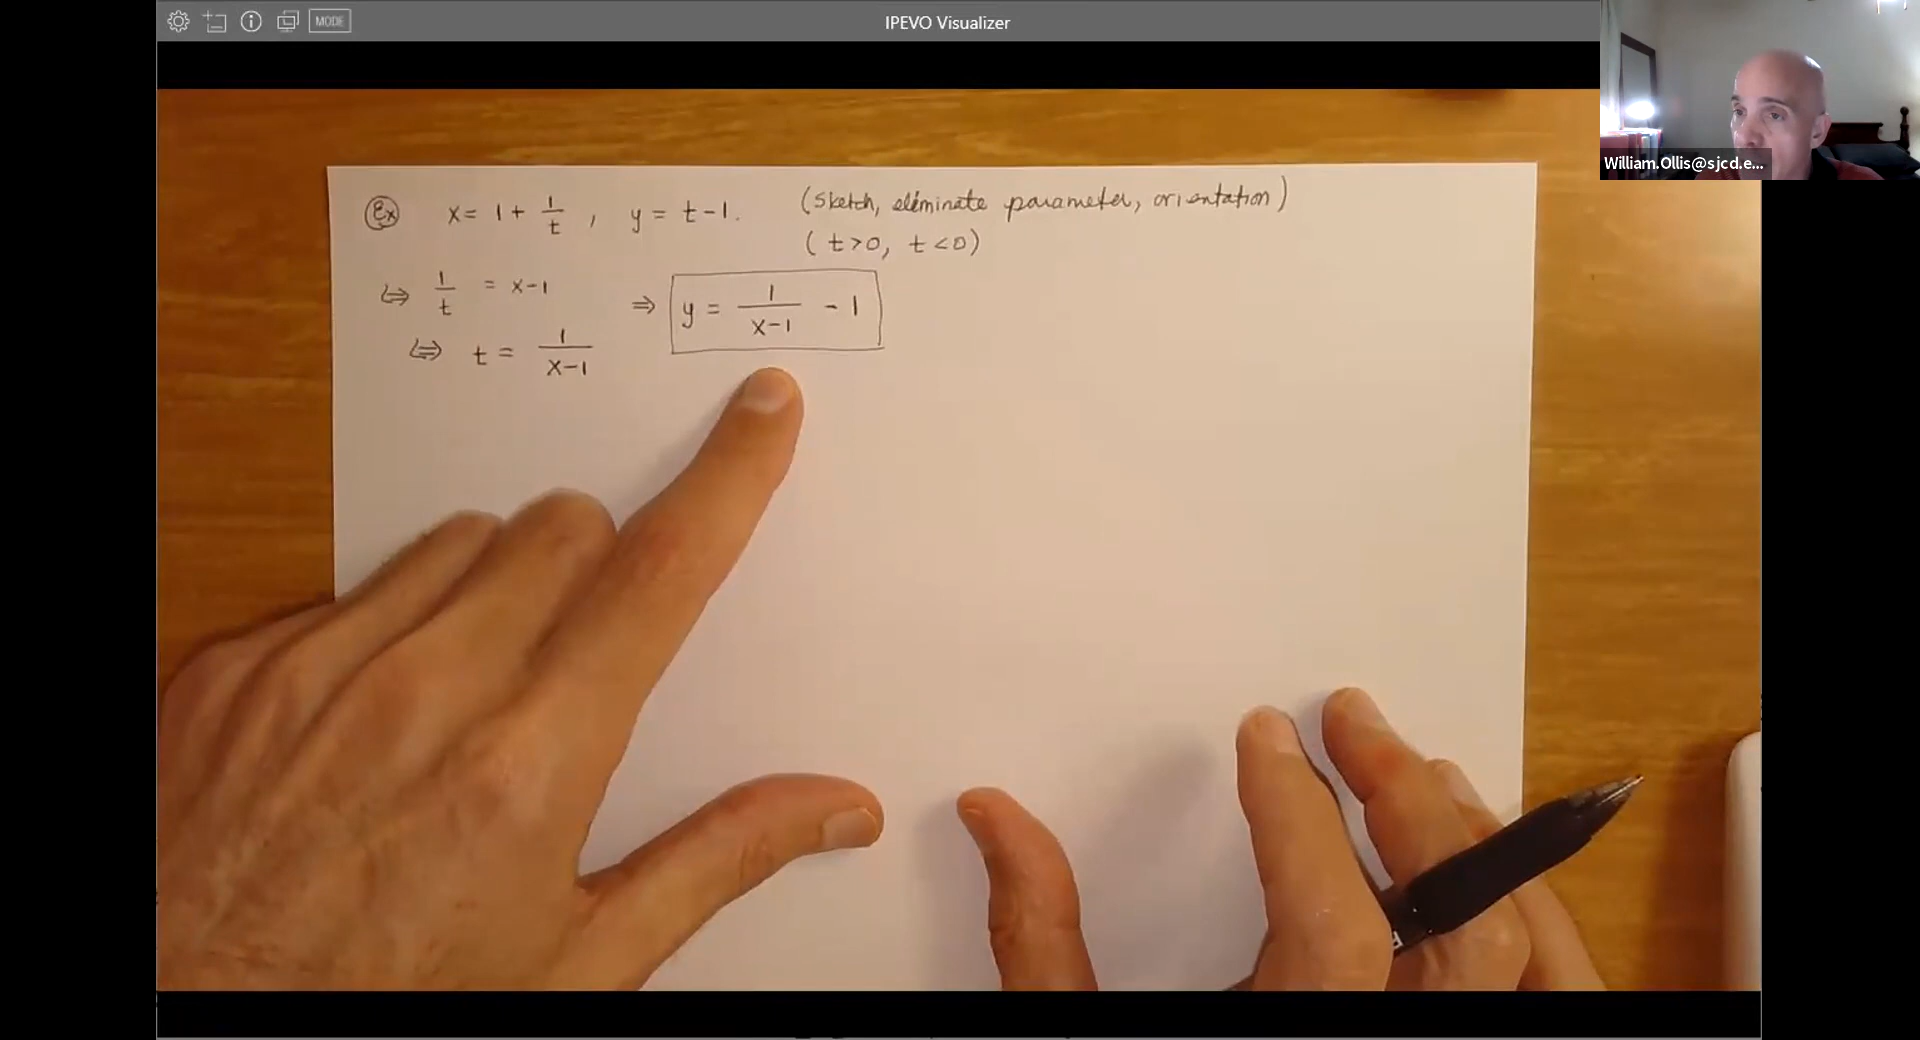 MODE
IPEVO Visualizer
William.Ollis@sjcd.e...
Ex x = 1 + 1/t , y = t - 1. (Sketch, eliminate parameter, orientation)
(t > 0, t < 0)
⇔ 1/t = x - 1 ⇒ y = 1/(x-1) - 1
⇔ t = 1/(x-1)